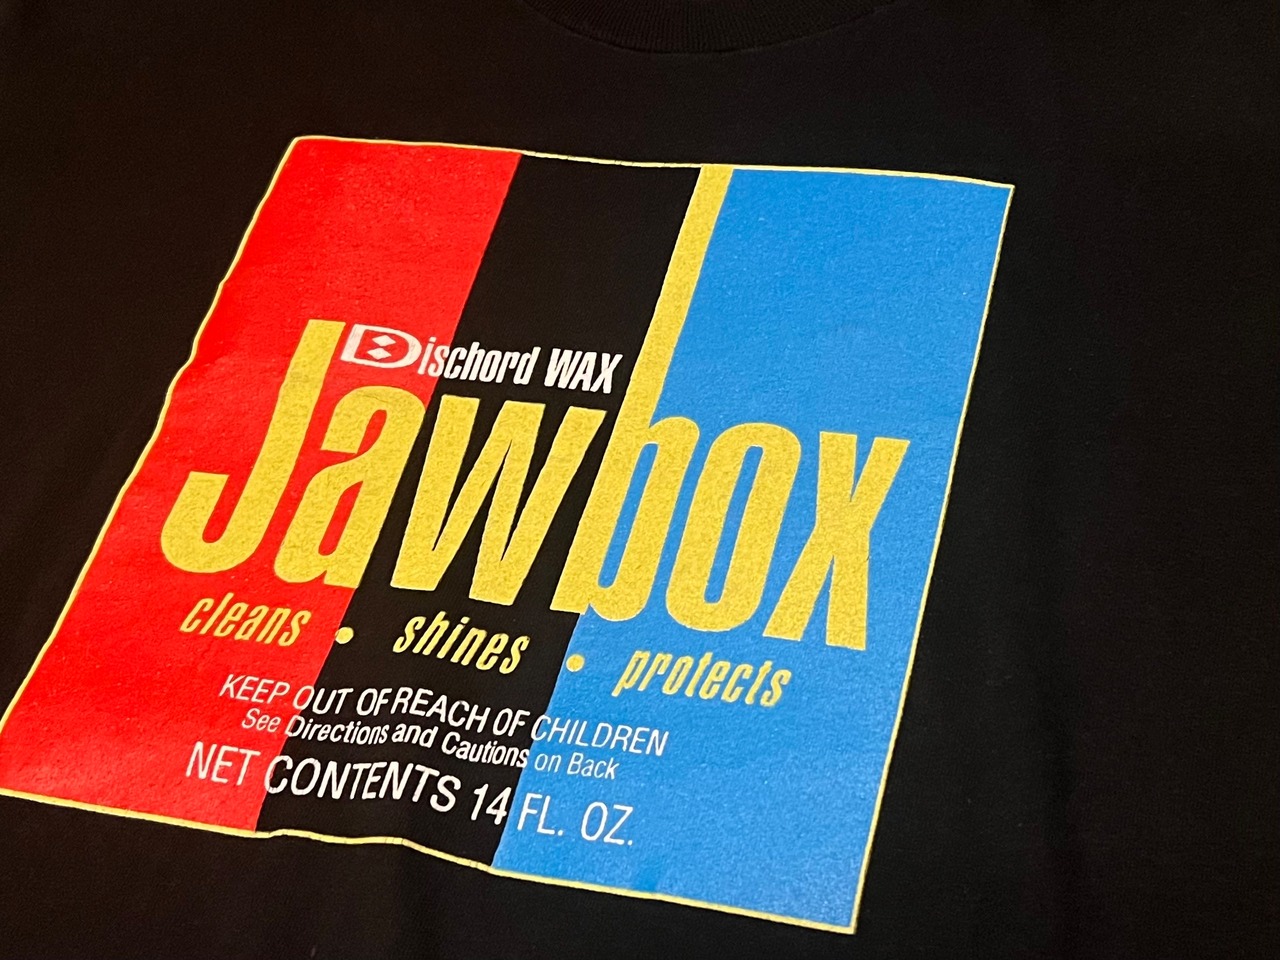 Dischord WAX
Jawbox
cleans • shines • protects
KEEP OUT OF REACH OF CHILDREN
See Directions and Cautions on Back
NET CONTENTS 14 FL. OZ.